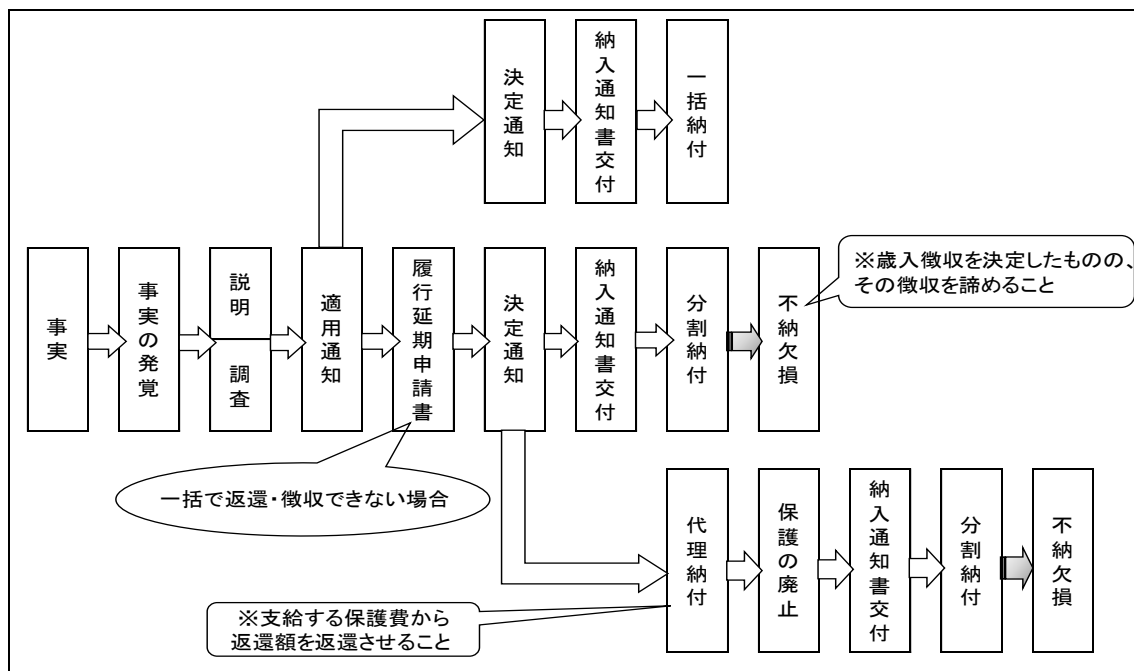 決定通知
納入通知書交付
一括納付
事実
事実の発覚
説明
調査
適用通知
履行延期申請書
決定通知
納入通知書交付
分割納付
不納欠損
※歳入徴収を決定したものの、
その徴収を諦めること
一括で返還・徴収できない場合
代理納付
保護の廃止
納入通知書交付
分割納付
不納欠損
※支給する保護費から
返還額を返還させること